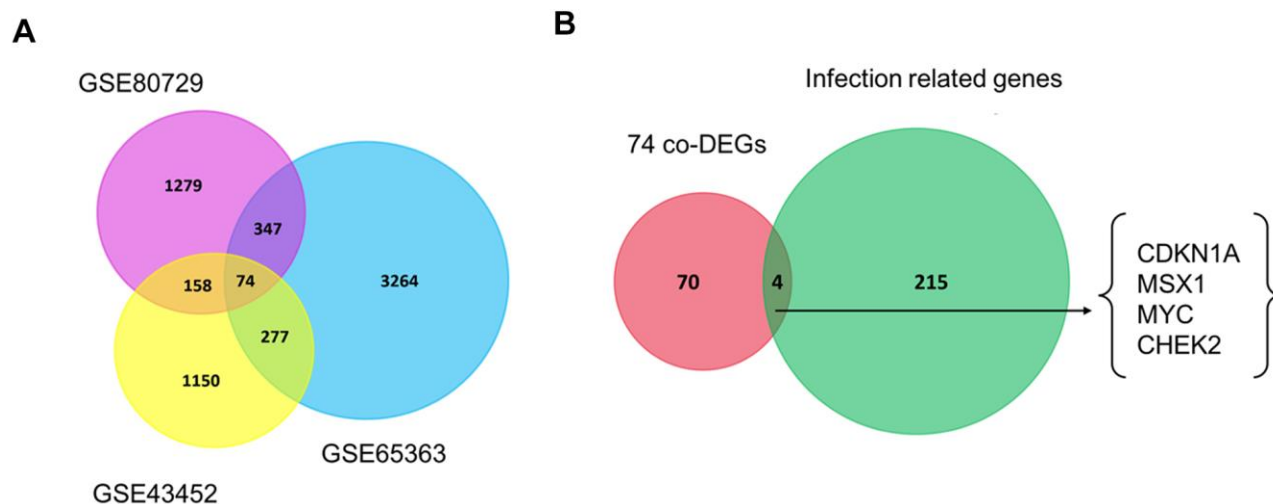 A
GSE80729
1279
347
158
74
3264
277
1150
GSE65363
GSE43452
B
Infection related genes
74 co-DEGs
70
4
215
CDKN1A
MSX1
MYC
CHEK2